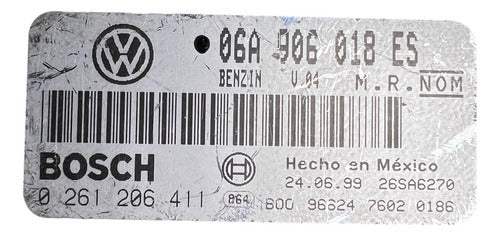 06A 906 018 ES
BENZIN V.04 M.R.NOM
BOSCH
0 261 206 411
864
Hecho en México
24.06.99 26SA6270
BOO 96624 7602 0186